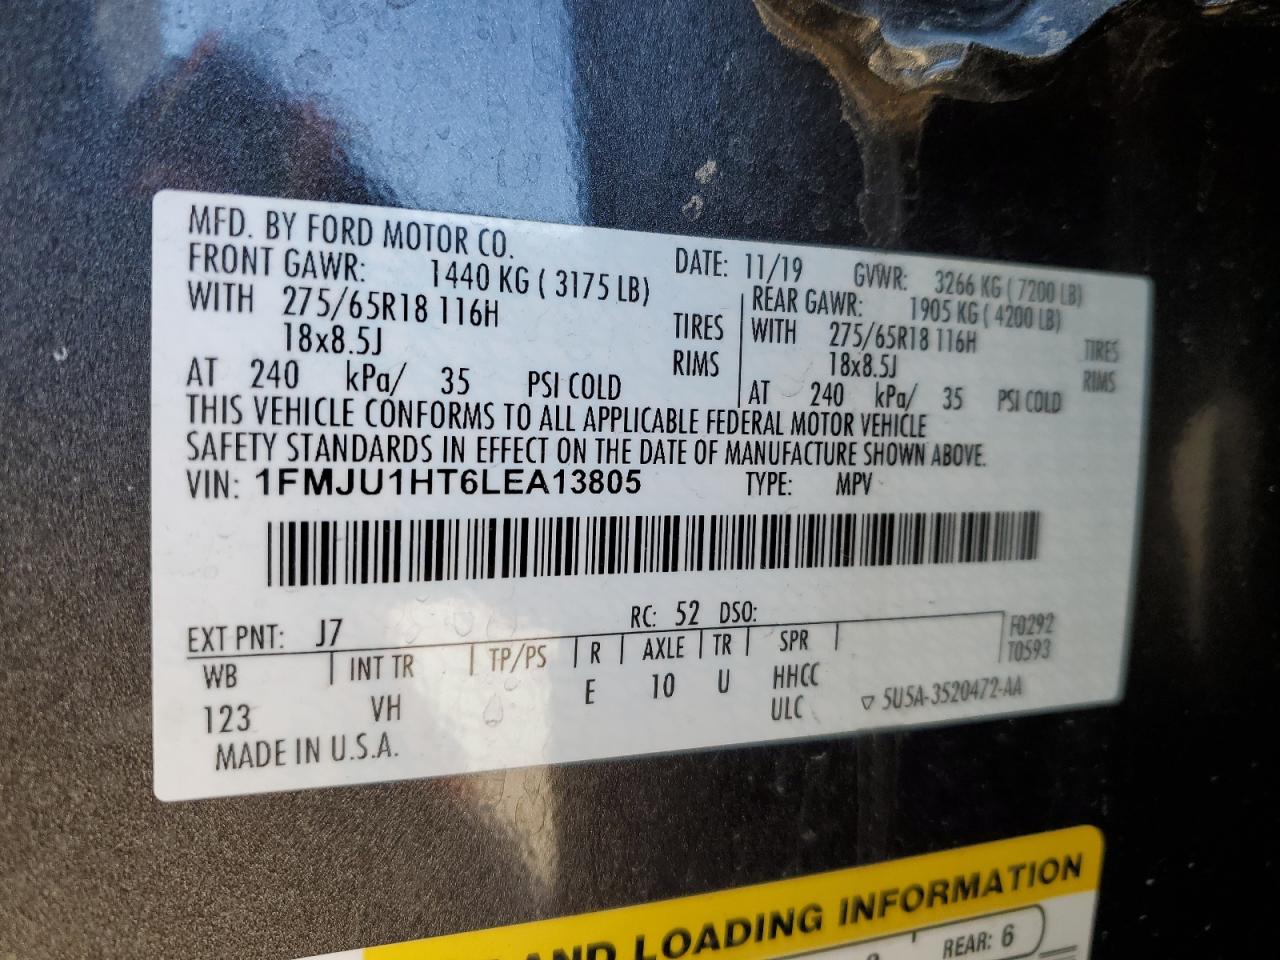 MFD. BY FORD MOTOR CO.
DATE: 11/19 GVWR: 3266 KG ( 7200 LB)
FRONT GAWR: 1440 KG ( 3175 LB)
WITH 275/65R18 116H TIRES
18x8.5J RIMS
AT 240 kPa/ 35 PSI COLD
REAR GAWR: 1905 KG ( 4200 LB)
WITH 275/65R18 116H TIRES
18x8.5J RIMS
AT 240 kPa/ 35 PSI COLD
THIS VEHICLE CONFORMS TO ALL APPLICABLE FEDERAL MOTOR VEHICLE
SAFETY STANDARDS IN EFFECT ON THE DATE OF MANUFACTURE SHOWN ABOVE.
VIN: 1FMJU1HT6LEA13805 TYPE: MPV
EXT PNT: J7 RC: 52 DSO:
WB INT TR TP/PS R AXLE TR SPR F0292
T0593
123 VH E 10 U HHCC
ULC ▽ 5U5A-3520472-AA
MADE IN U.S.A.
AND LOADING INFORMATION
REAR: 6